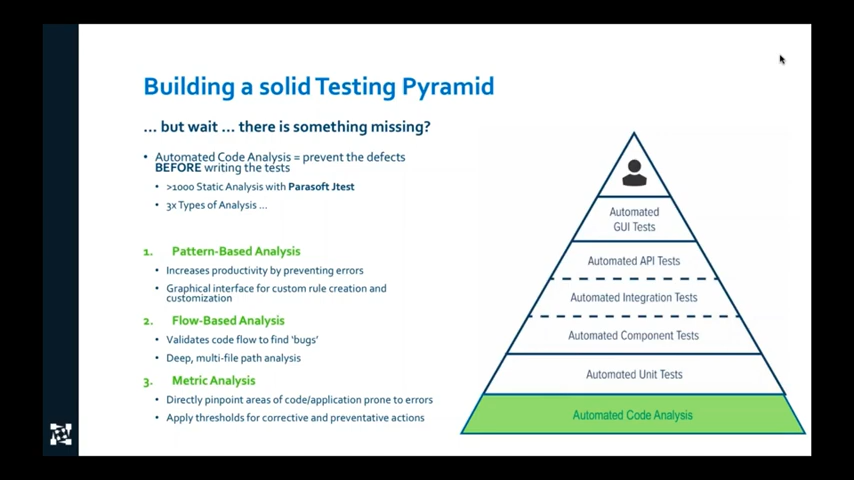 Building a solid Testing Pyramid
... but wait ... there is something missing?
• Automated Code Analysis = prevent the defects
BEFORE writing the tests
• >1000 Static Analysis with Parasoft Jtest
• 3x Types of Analysis ...
1. Pattern-Based Analysis
• Increases productivity by preventing errors
• Graphical interface for custom rule creation and
customization
2. Flow-Based Analysis
• Validates code flow to find 'bugs'
• Deep, multi-file path analysis
3. Metric Analysis
• Directly pinpoint areas of code/application prone to errors
• Apply thresholds for corrective and preventative actions
Automated
GUI Tests
Automated API Tests
Automated Integration Tests
Automated Component Tests
Automated Unit Tests
Automated Code Analysis